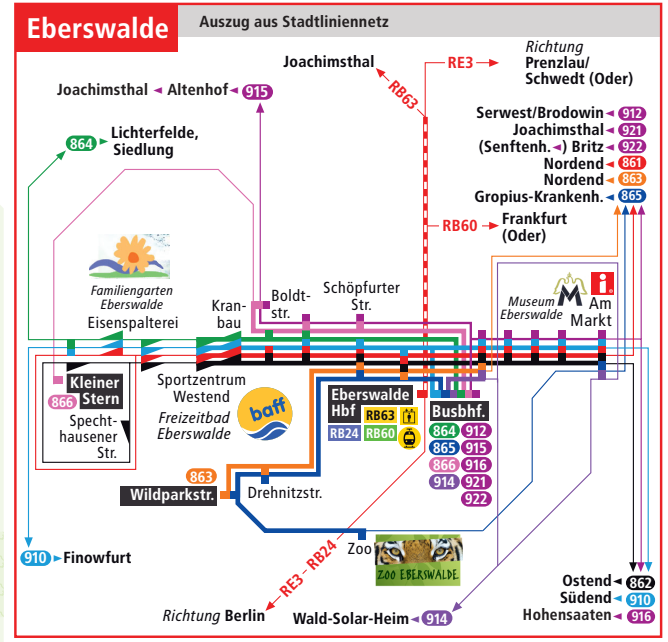 Eberswalde
Auszug aus Stadtliniennetz
Richtung
Prenzlau/
Schwedt (Oder)
RE3
Joachimsthal
RB63
Joachimsthal Altenhof 915
864 Lichterfelde,
Siedlung
Serwest/Brodowin 912
Joachimsthal 921
(Senftenh. ) Britz 922
Nordend 861
Nordend 863
Gropius-Krankenh. 865
RB60 Frankfurt
(Oder)
Familiengarten
Eberswalde
Eisenspalterei
Kran-
bau
Boldt-
str.
Schöpfurter
Str.
Museum
Eberswalde
M
i
Am
Markt
Kleiner
Stern
866
Specht-
hausener
Str.
Sportzentrum
Westend
Freizeitbad
Eberswalde
baff
Eberswalde
Hbf RB63
RB24 RB60
Busbhf.
864 912
865 915
866 916
914 921
922
863
Wildparkstr.
Drehnitzstr.
Zoo
ZOO EBERSWALDE
910 Finowfurt
RE3 - RB24
Richtung Berlin
Wald-Solar-Heim 914
Ostend 862
Südend 910
Hohensaaten 916